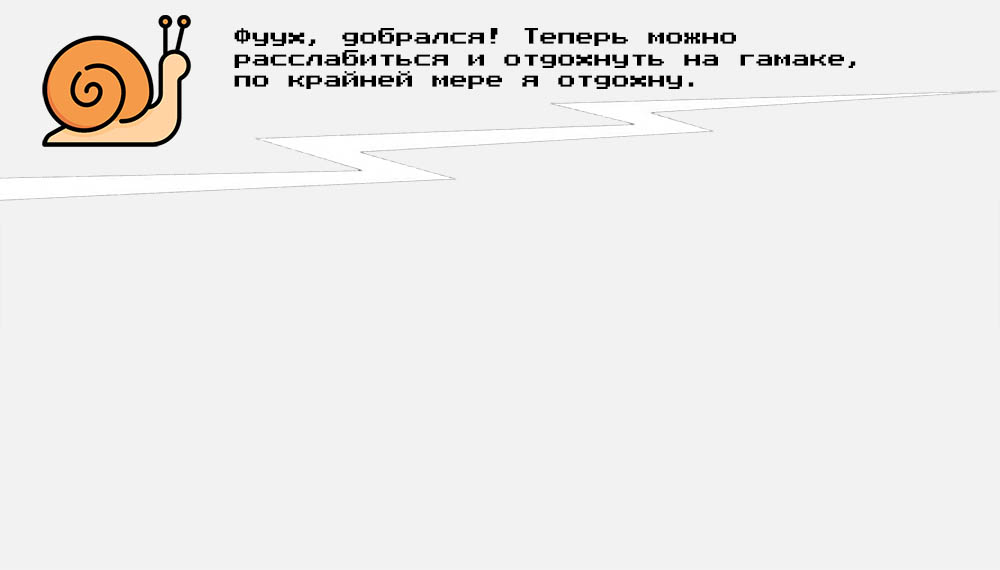 Фуух, добрался! Теперь можно
расслабиться и отдохнуть на гамаке,
по крайней мере я отдохну.